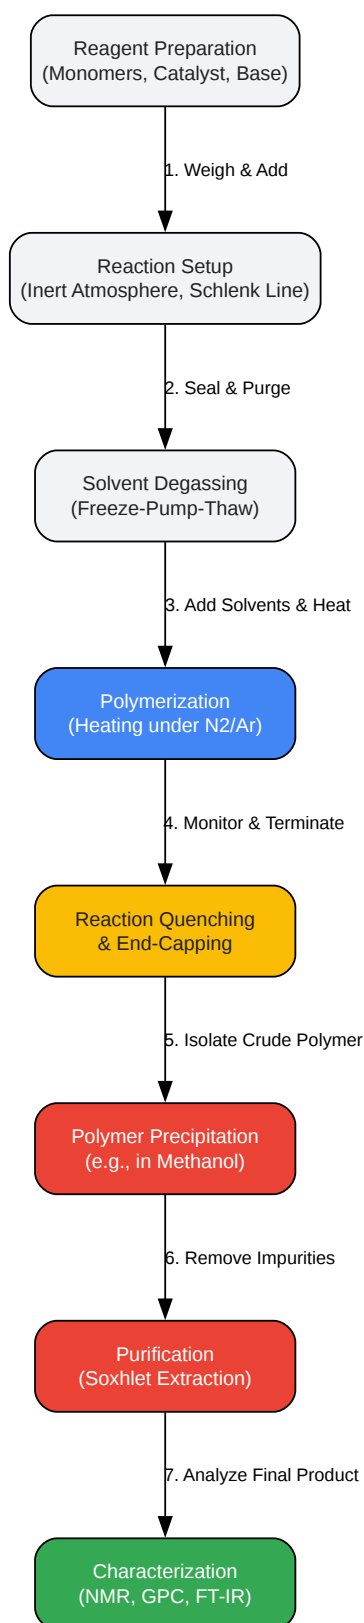 Reagent Preparation
(Monomers, Catalyst, Base)
1. Weigh & Add
Reaction Setup
(Inert Atmosphere, Schlenk Line)
2. Seal & Purge
Solvent Degassing
(Freeze-Pump-Thaw)
3. Add Solvents & Heat
Polymerization
(Heating under N2/Ar)
4. Monitor & Terminate
Reaction Quenching
& End-Capping
5. Isolate Crude Polymer
Polymer Precipitation
(e.g., in Methanol)
6. Remove Impurities
Purification
(Soxhlet Extraction)
7. Analyze Final Product
Characterization
(NMR, GPC, FT-IR)